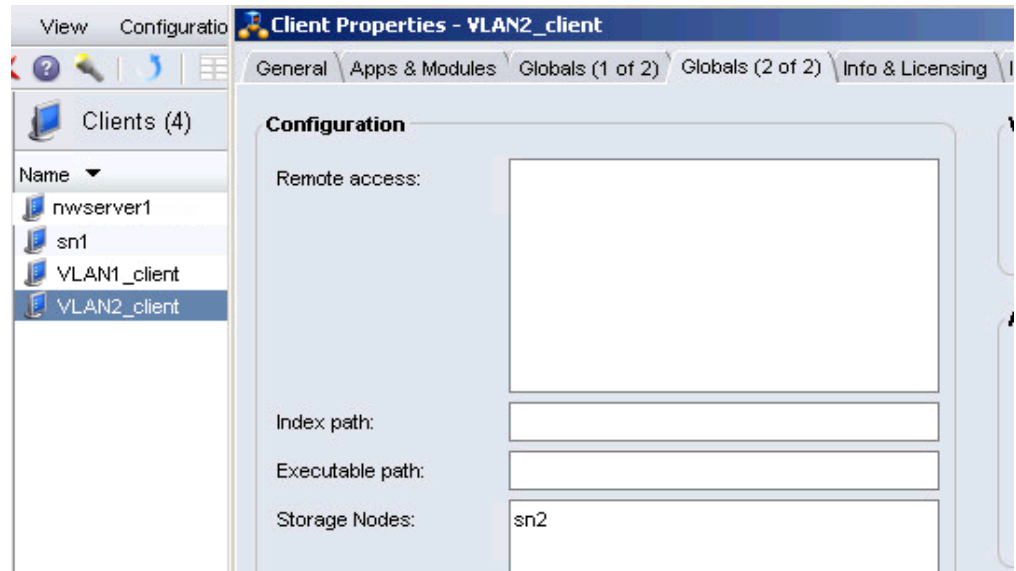 View Configuratio
Client Properties - VLAN2_client
General Apps & Modules Globals (1 of 2) Globals (2 of 2) Info & Licensing
Clients (4)
Configuration
Name
Remote access:
nwserver1
sn1
VLAN1_client
VLAN2_client
Index path:
Executable path:
Storage Nodes:
sn2